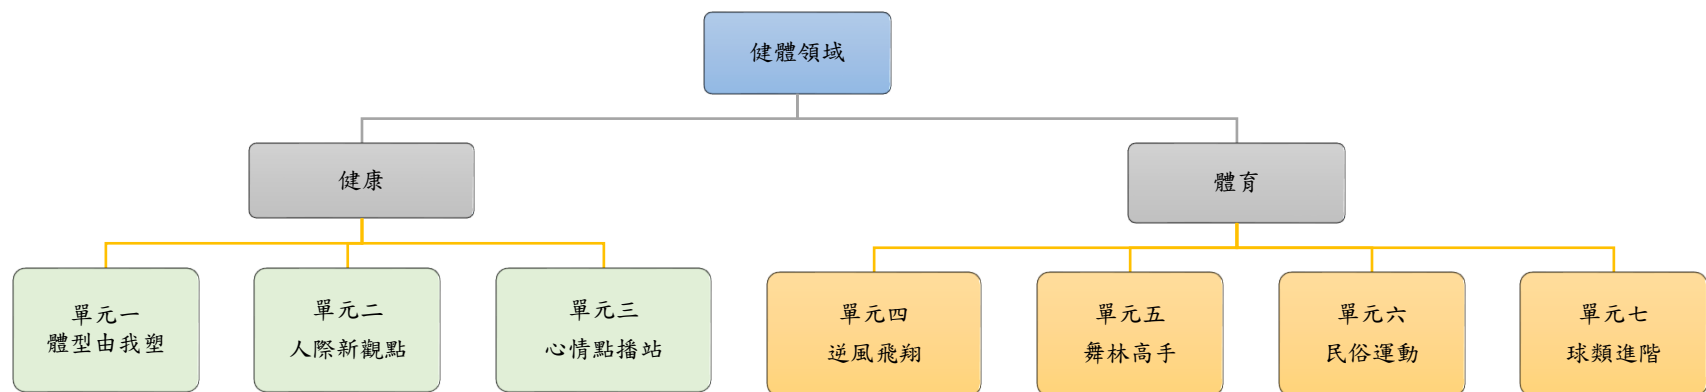 健體領域
健康
體育
單元一
體型由我塑
單元二
人際新觀點
單元三
心情點播站
單元四
逆風飛翔
單元五
舞林高手
單元六
民俗運動
單元七
球類進階